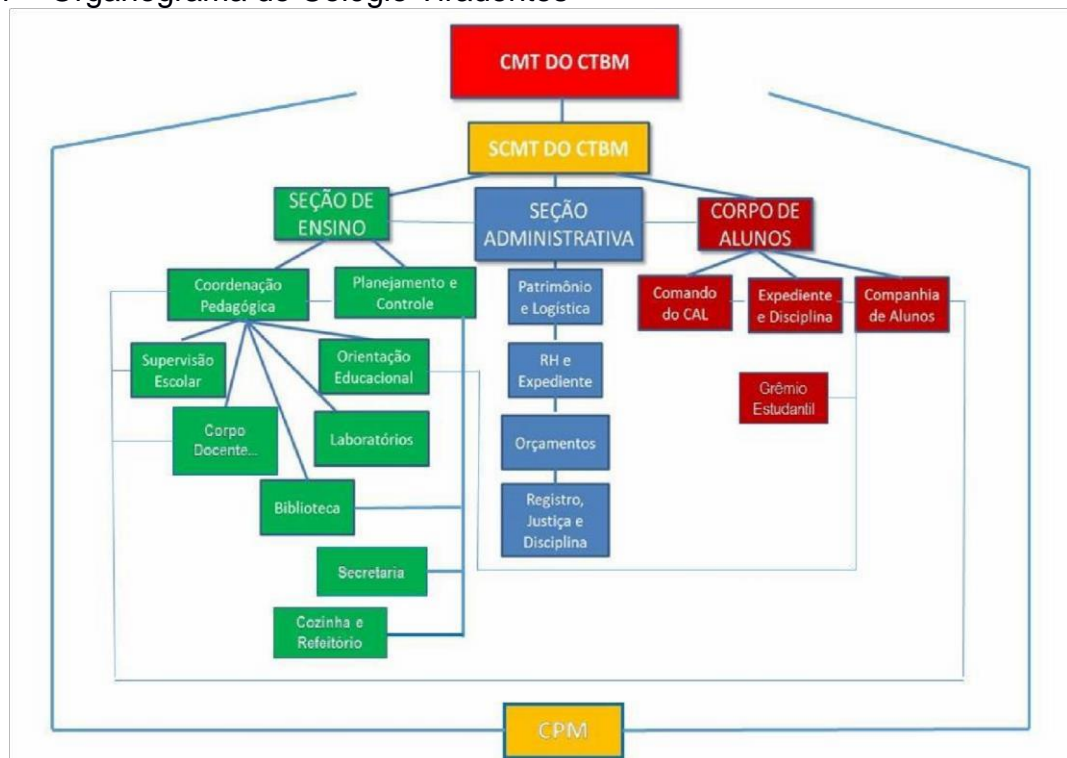 Organograma do Colégio Tiradentes
CMT DO CTBM
SCMT DO CTBM
SEÇÃO DE
ENSINO
SEÇÃO
ADMINISTRATIVA
CORPO DE
ALUNOS
Coordenação
Pedagógica
Planejamento e
Controle
Patrimônio
e Logística
Comando
do CAL
Expediente
e Disciplina
Companhia
de Alunos
Supervisão
Escolar
Orientação
Educacional
RH e
Expediente
Grêmio
Estudantil
Corpo
Docente...
Laboratórios
Orçamentos
Biblioteca
Registro,
Justiça e
Disciplina
Secretaria
Cozinha e
Refeitório
CPM